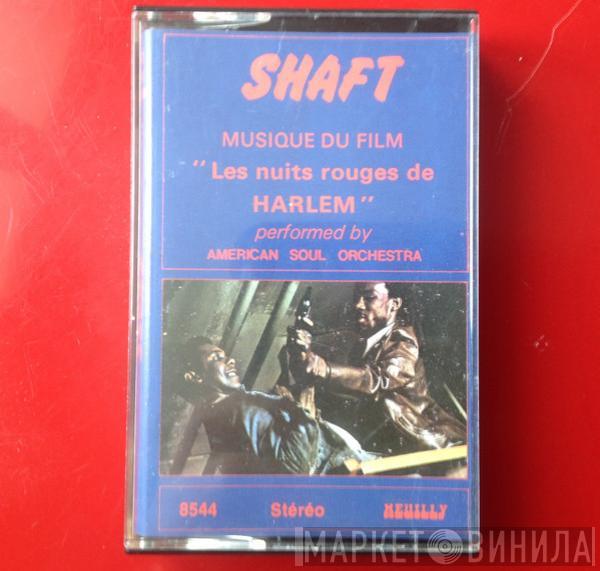 SHAFT
MUSIQUE DU FILM
"Les nuits rouges de
HARLEM"
performed by
AMERICAN SOUL ORCHESTRA
8544 Stéréo NEUILLY
МАРКЕТ ВИНИЛА